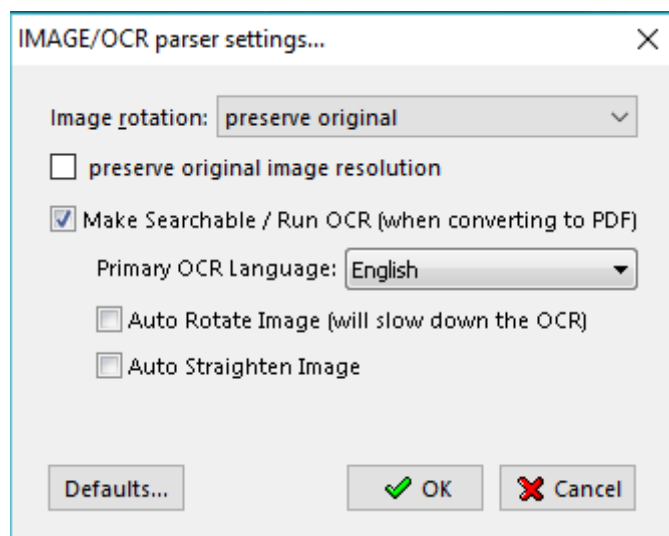 IMAGE/OCR parser settings...
Image rotation: preserve original
preserve original image resolution
Make Searchable / Run OCR (when converting to PDF)
Primary OCR Language: English
Auto Rotate Image (will slow down the OCR)
Auto Straighten Image
Defaults... OK Cancel